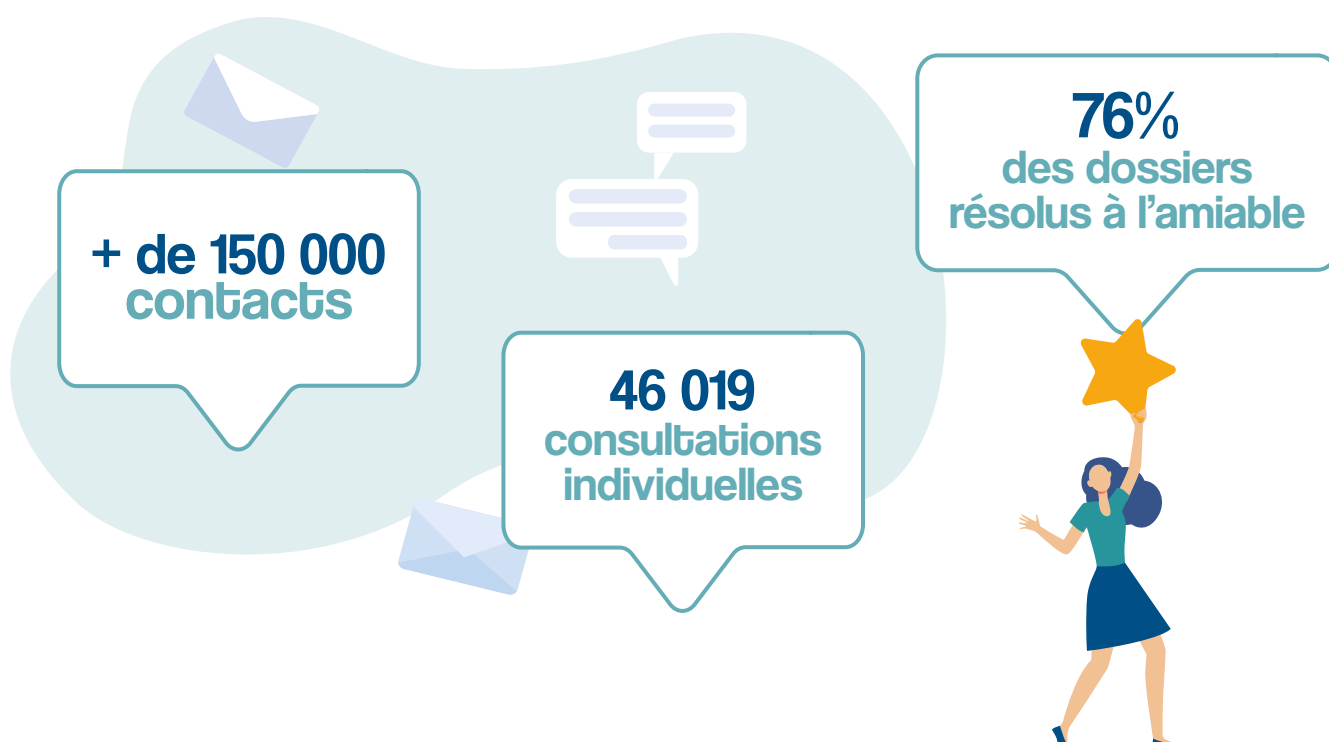 + de 150 000
contacts
46 019
consultations
individuelles
76%
des dossiers
résolus à l’amiable